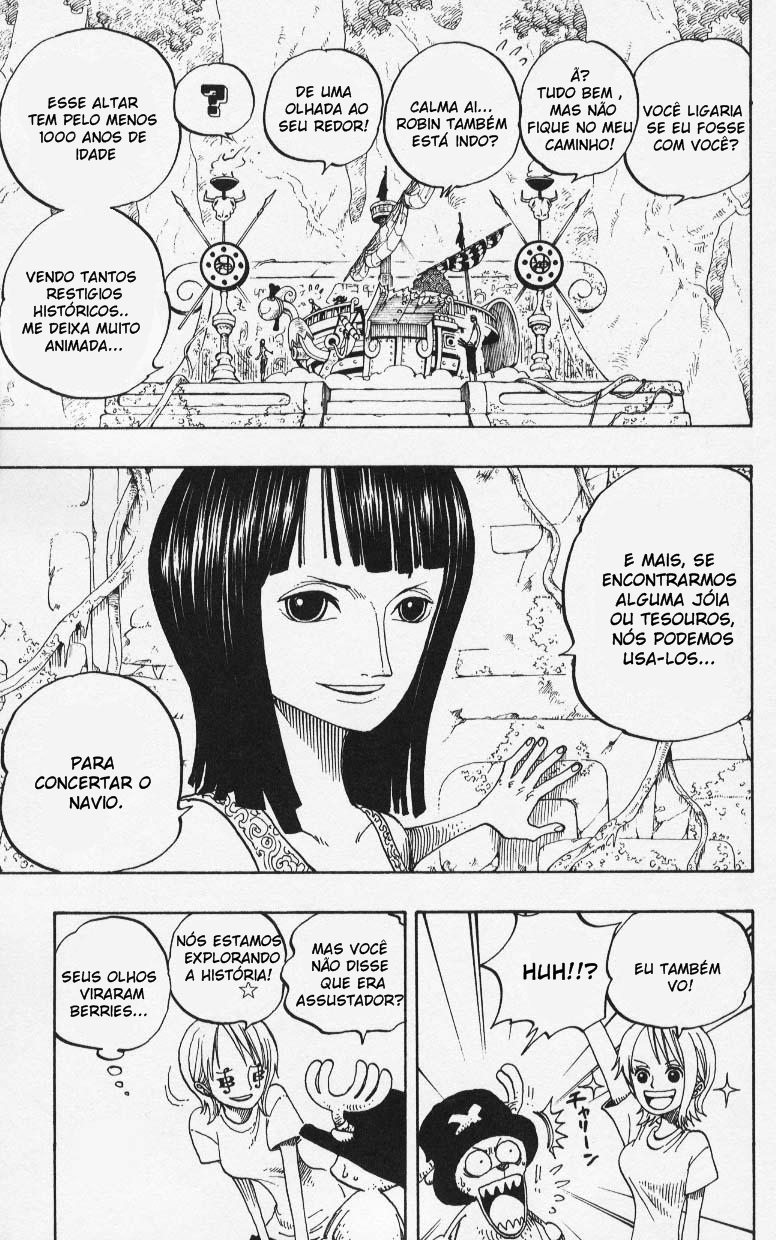 VOCÊ LIGARIA
SE EU FOSSE
COM VOCÊ?
Ã?
TUDO BEM ,
MAS NÃO
FIQUE NO MEU
CAMINHO!
CALMA AI...
ROBIN TAMBÉM
ESTÁ INDO?
DE UMA
OLHADA AO
SEU REDOR!
?
ESSE ALTAR
TEM PELO MENOS
1000 ANOS DE
IDADE
VENDO TANTOS
RESTIGIOS
HISTÓRICOS..
ME DEIXA MUITO
ANIMADA...
E MAIS, SE
ENCONTRARMOS
ALGUMA JÓIA
OU TESOUROS,
NÓS PODEMOS
USA-LOS...
PARA
CONCERTAR O
NAVIO.
EU TAMBÉM
VO!
HUH!!?
チャリーン
MAS VOCÊ
NÃO DISSE
QUE ERA
ASSUSTADOR?
NÓS ESTAMOS
EXPLORANDO
A HISTÓRIA!
☆
SEUS OLHOS
VIRARAM
BERRIES...